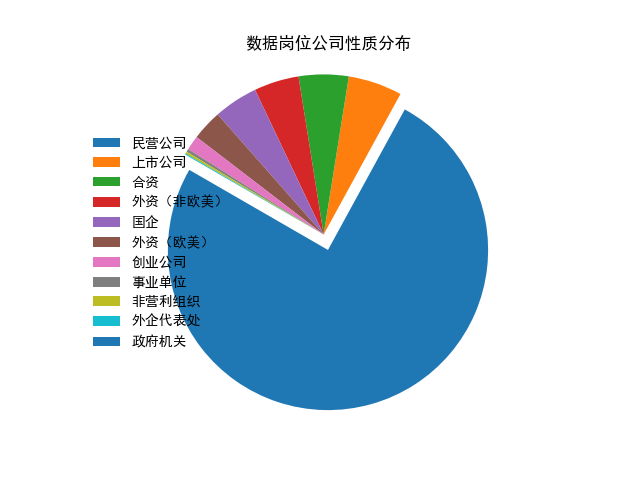 数据岗位公司性质分布
民营公司
上市公司
合资
外资（非欧美）
国企
外资（欧美）
创业公司
事业单位
非营利组织
外企代表处
政府机关